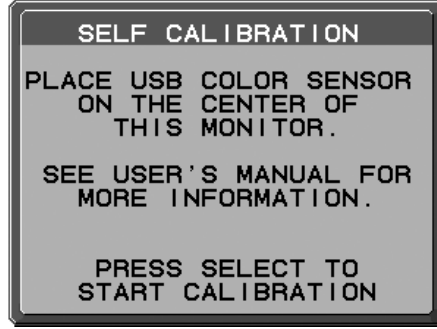 SELF CALIBRATION
PLACE USB COLOR SENSOR
ON THE CENTER OF
THIS MONITOR.
SEE USER'S MANUAL FOR
MORE INFORMATION.
PRESS SELECT TO
START CALIBRATION